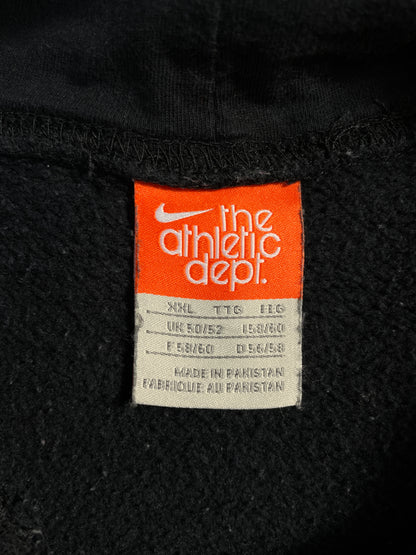 the
athletic
dept.
XXL TTG EEG
UK 50/52 I 58/60
F 58/60 D 56/58
MADE IN PAKISTAN
FABRIQUE AU PAKISTAN